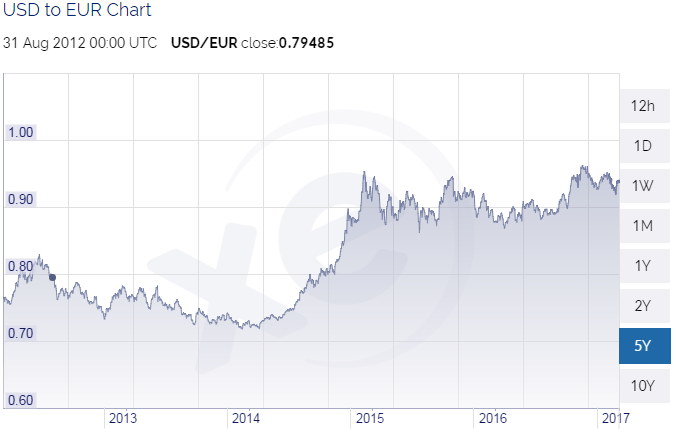 USD to EUR Chart
31 Aug 2012 00:00 UTC USD/EUR close:0.79485
xe
1.00
0.90
0.80
0.70
0.60
2013 2014 2015 2016 2017
12h
1D
1W
1M
1Y
2Y
5Y
10Y